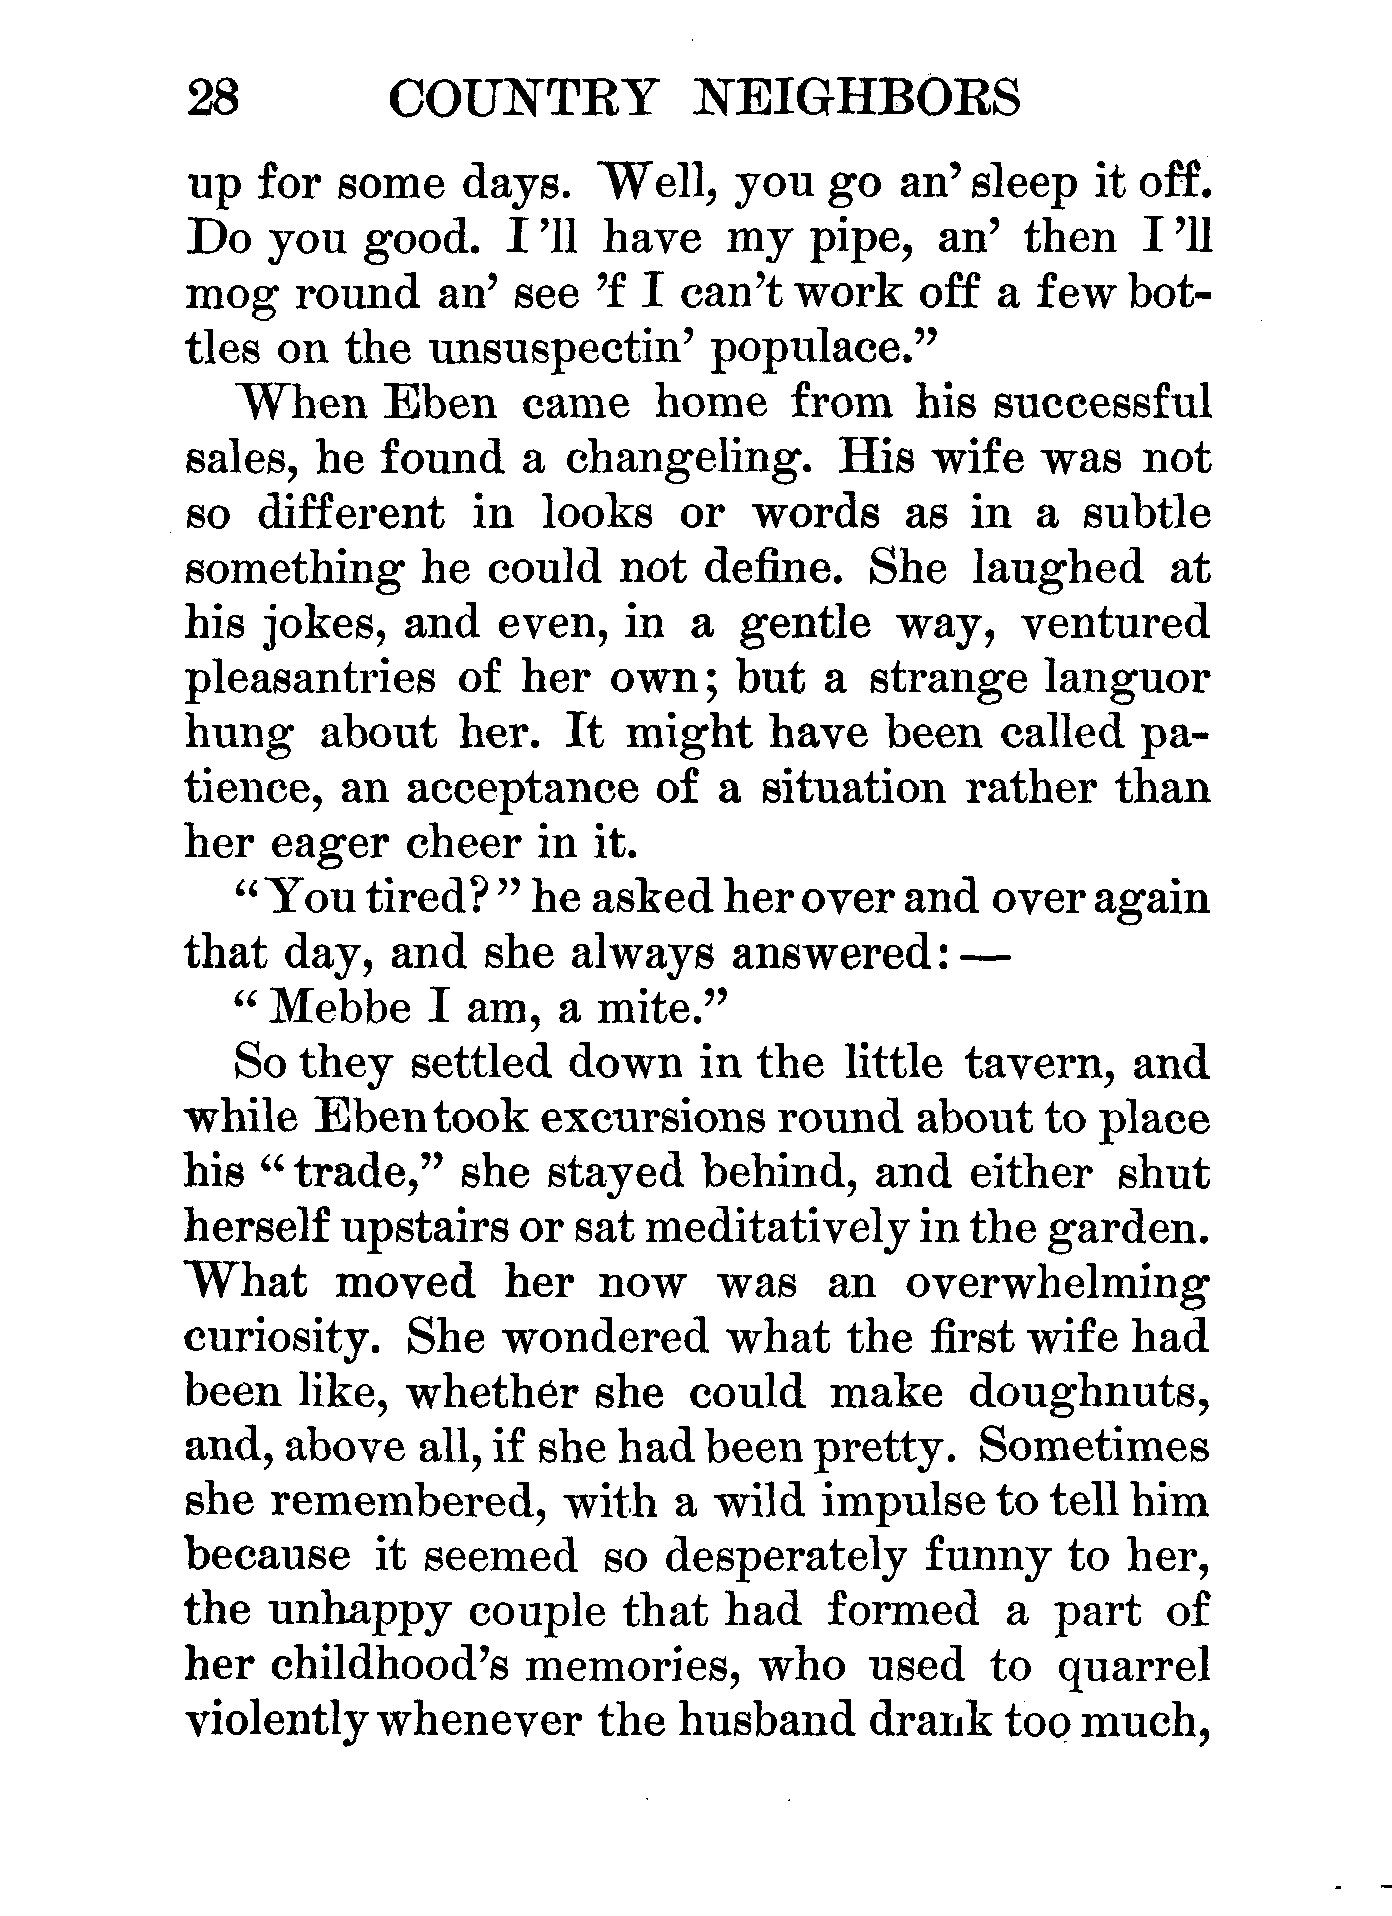 28 COUNTRY NEIGHBORS
up for some days. Well, you go an' sleep it off.
Do you good. I'll have my pipe, an' then I'll
mog round an' see 'f I can't work off a few bot-
tles on the unsuspectin' populace."
When Eben came home from his successful
sales, he found a changeling. His wife was not
so different in looks or words as in a subtle
something he could not define. She laughed at
his jokes, and even, in a gentle way, ventured
pleasantries of her own; but a strange languor
hung about her. It might have been called pa-
tience, an acceptance of a situation rather than
her eager cheer in it.
"You tired?" he asked her over and over again
that day, and she always answered: —
"Mebbe I am, a mite."
So they settled down in the little tavern, and
while Eben took excursions round about to place
his "trade," she stayed behind, and either shut
herself upstairs or sat meditatively in the garden.
What moved her now was an overwhelming
curiosity. She wondered what the first wife had
been like, whether she could make doughnuts,
and, above all, if she had been pretty. Sometimes
she remembered, with a wild impulse to tell him
because it seemed so desperately funny to her,
the unhappy couple that had formed a part of
her childhood's memories, who used to quarrel
violently whenever the husband drank too much,